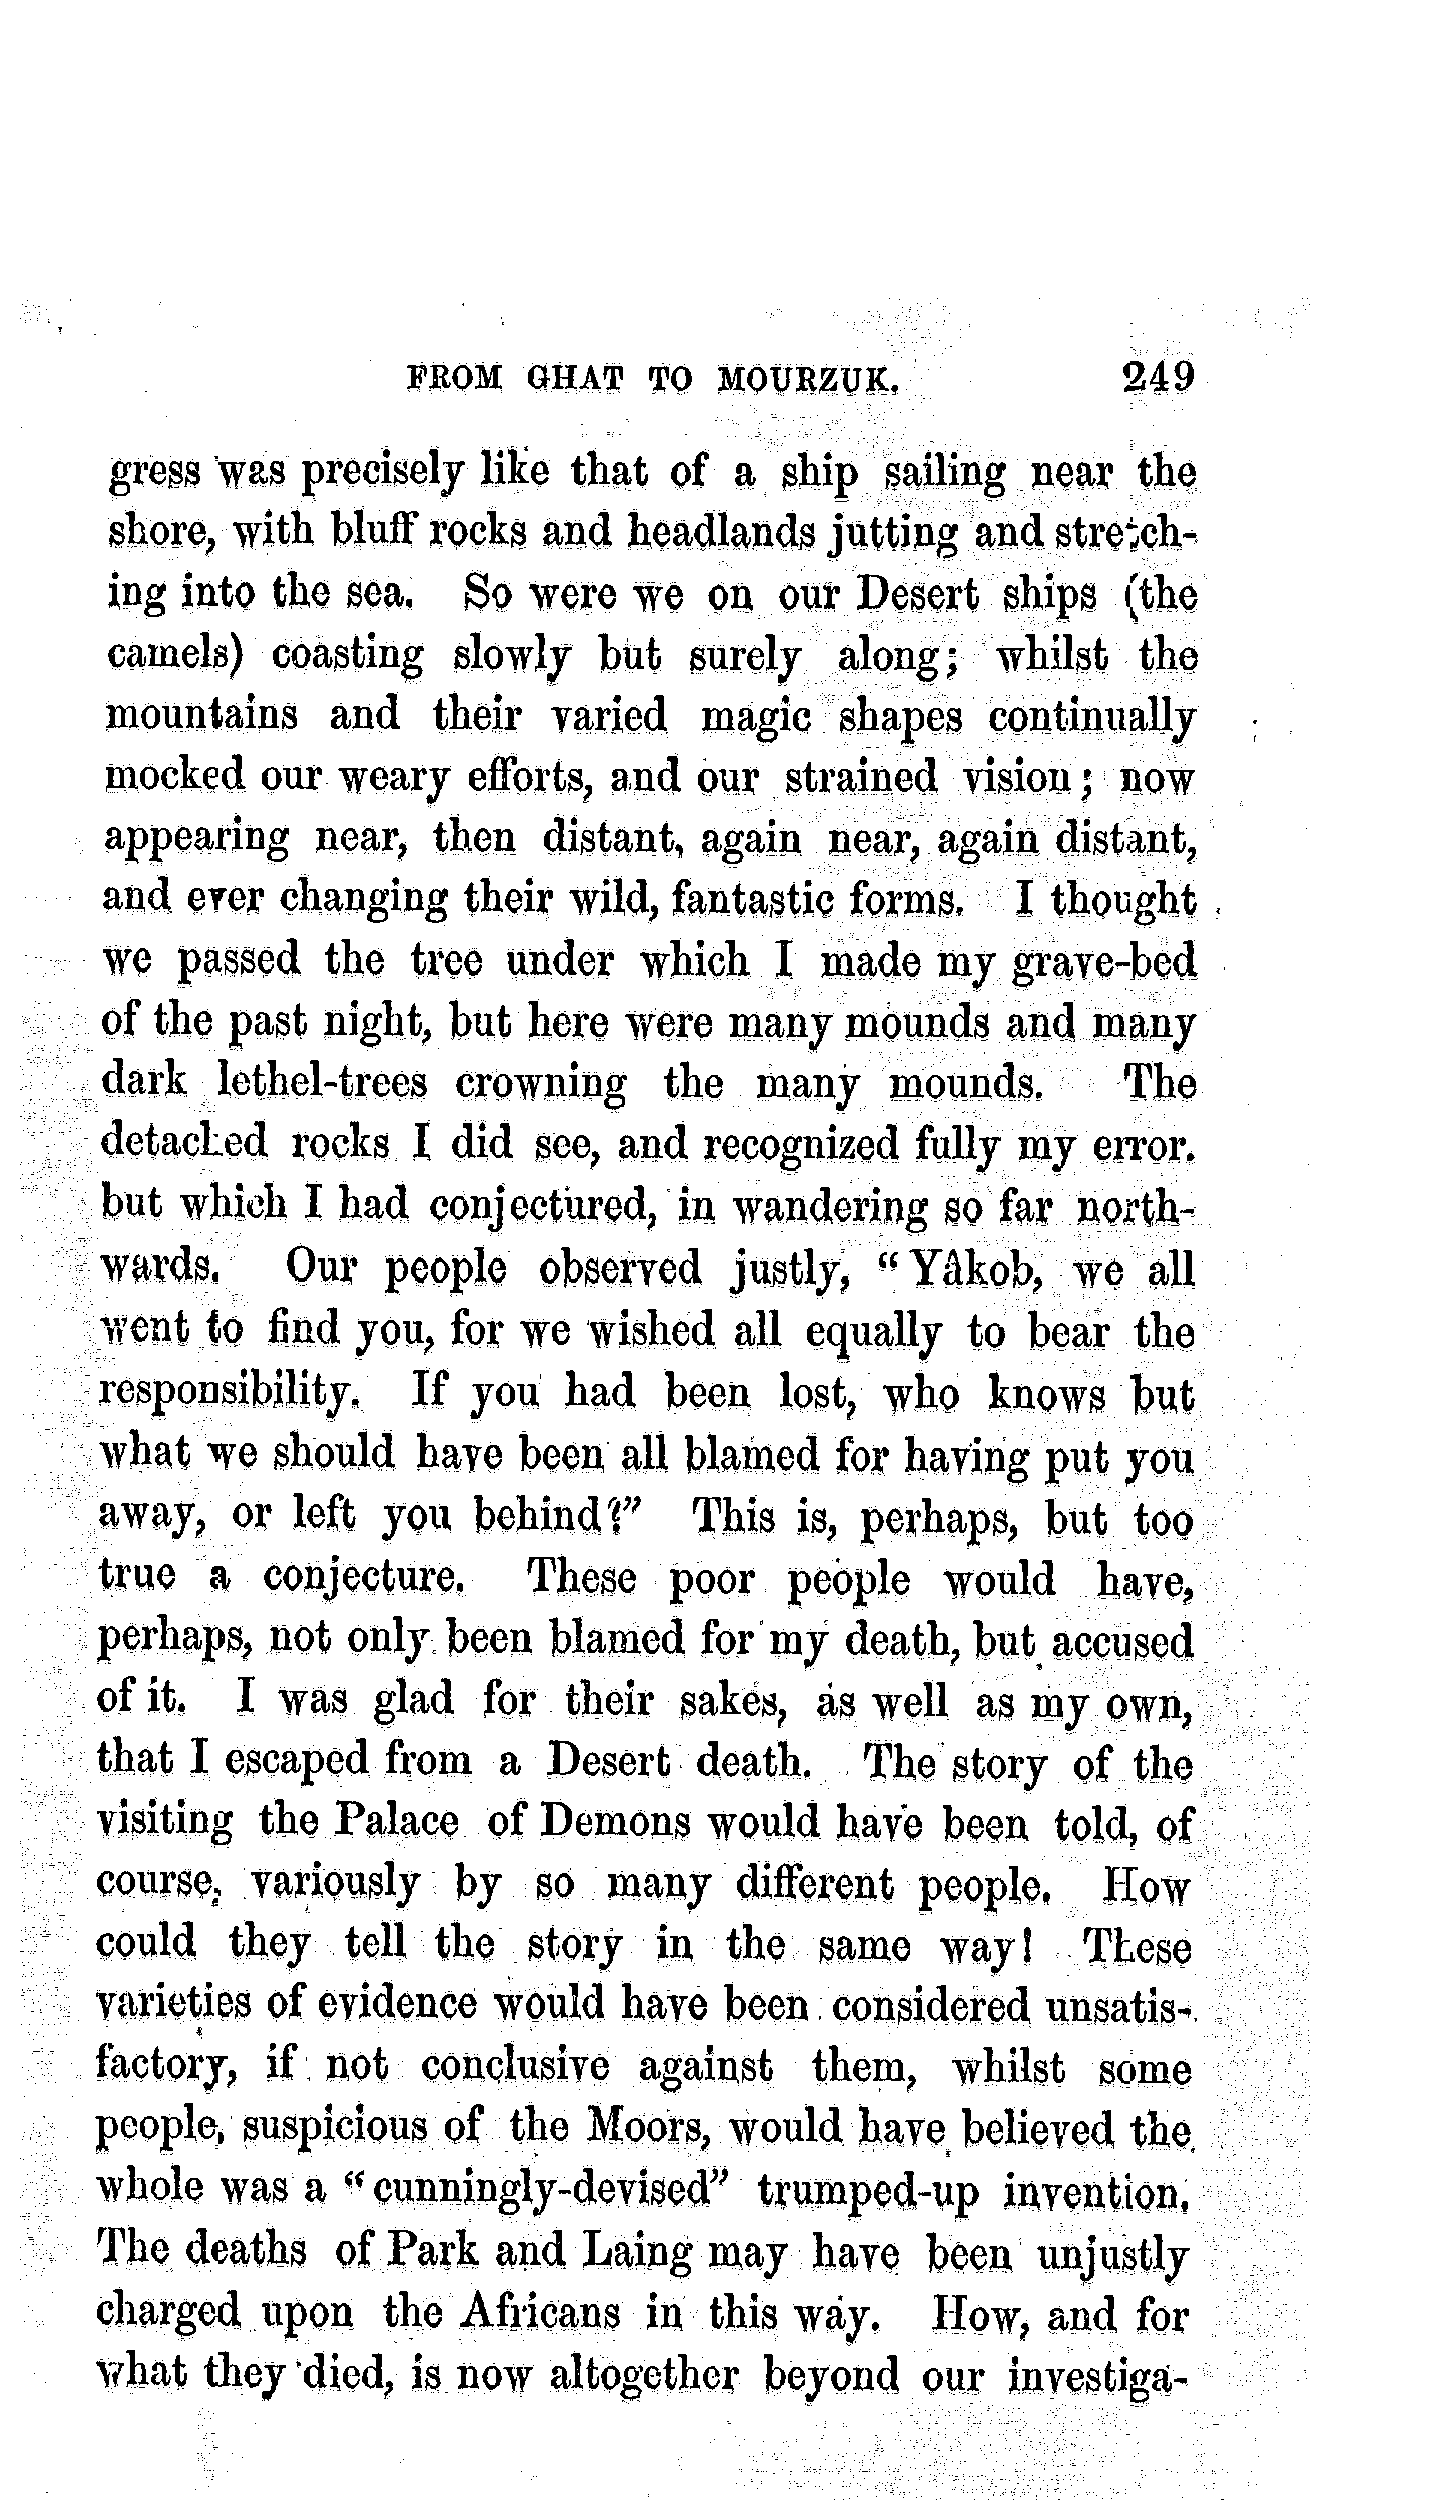 FROM GHAT TO MOURZUK. 249
gress was precisely like that of a ship sailing near the
shore, with bluff rocks and headlands jutting and stretch-
ing into the sea. So were we on our Desert ships (the
camels) coasting slowly but surely along; whilst the
mountains and their varied magic shapes continually
mocked our weary efforts, and our strained vision; now
appearing near, then distant, again near, again distant,
and ever changing their wild, fantastic forms. I thought
we passed the tree under which I made my grave-bed
of the past night, but here were many mounds and many
dark lethel-trees crowning the many mounds. The
detached rocks I did see, and recognized fully my error.
but which I had conjectured, in wandering so far north-
wards. Our people observed justly, "Yâkob, we all
went to find you, for we wished all equally to bear the
responsibility. If you had been lost, who knows but
what we should have been all blamed for having put you
away, or left you behind?" This is, perhaps, but too
true a conjecture. These poor people would have,
perhaps, not only been blamed for my death, but accused
of it. I was glad for their sakes, as well as my own,
that I escaped from a Desert death. The story of the
visiting the Palace of Demons would have been told, of
course, variously by so many different people. How
could they tell the story in the same way! These
varieties of evidence would have been considered unsatis-
factory, if not conclusive against them, whilst some
people, suspicious of the Moors, would have believed the
whole was a "cunningly-devised" trumped-up invention.
The deaths of Park and Laing may have been unjustly
charged upon the Africans in this way. How, and for
what they died, is now altogether beyond our investiga-